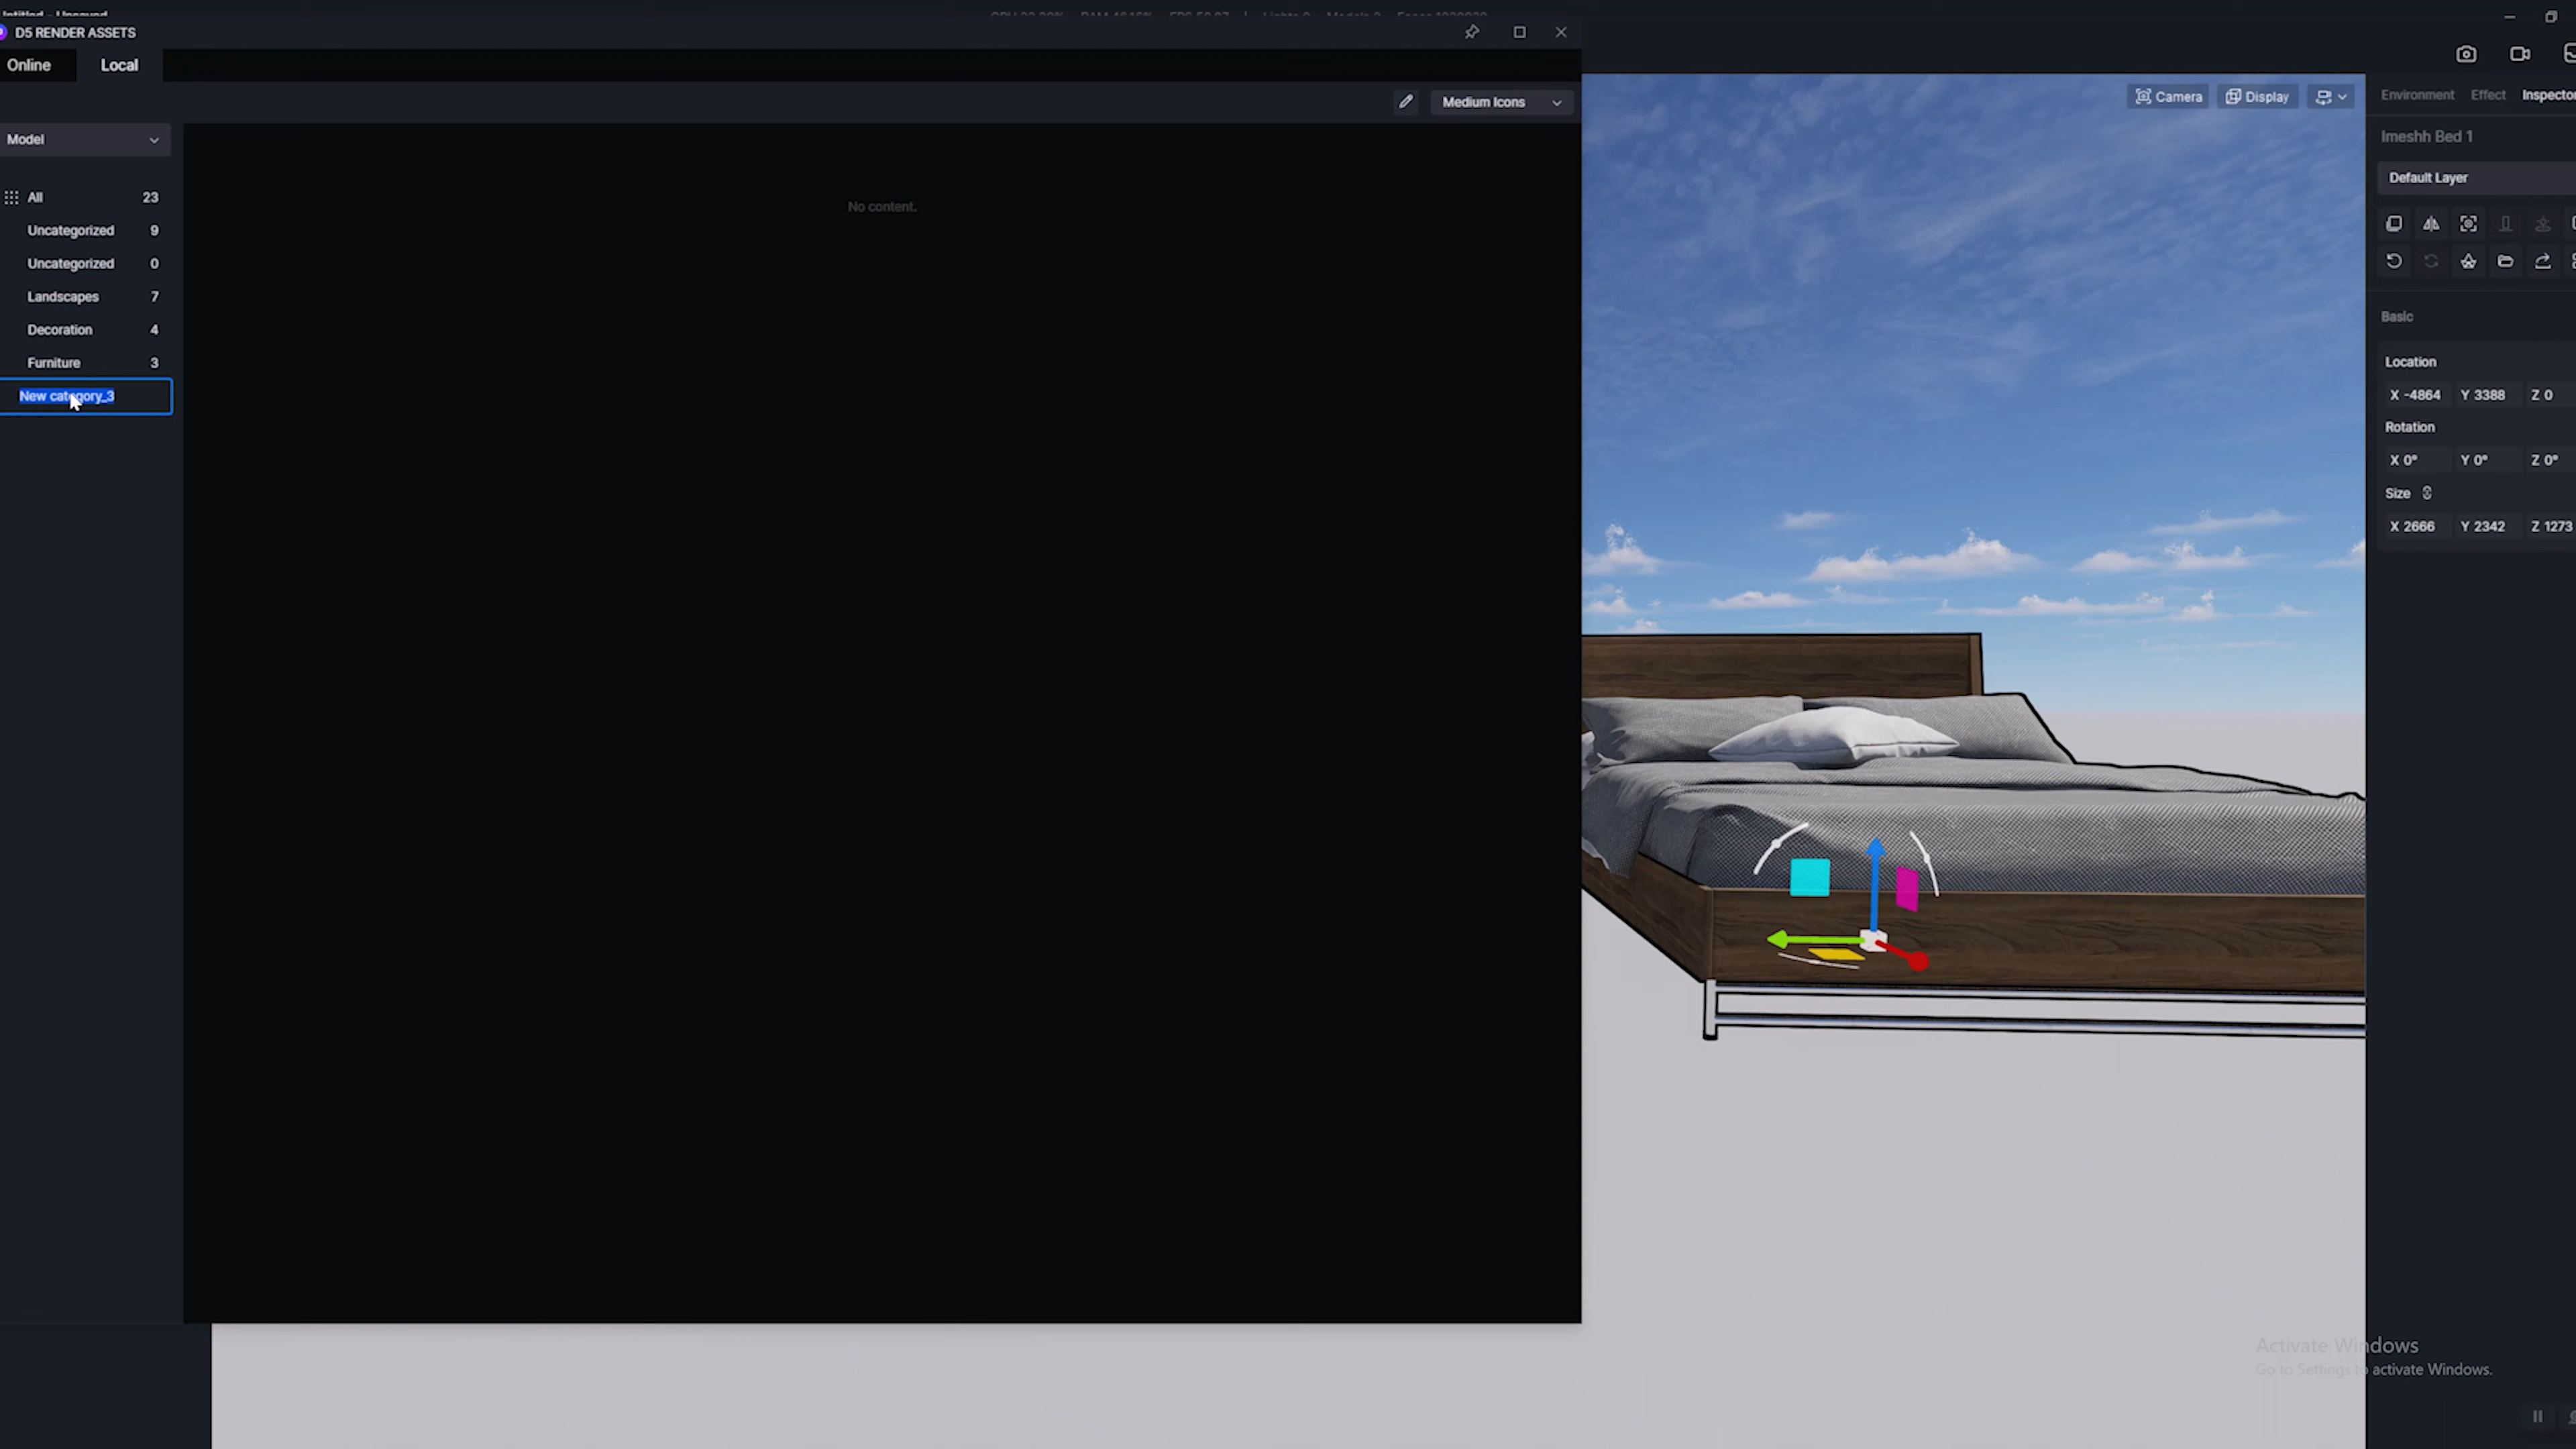 D5 RENDER ASSETS
Online
Local
Medium Icons
Model
All 23
Uncategorized 9
Uncategorized 0
Landscapes 7
Decoration 4
Furniture 3
New category_3
No content.
Camera
Display
Environment
Effect
Inspector
Imeshh Bed 1
Default Layer
Basic
Location
X -4864 Y 3388 Z 0
Rotation
X 0° Y 0° Z 0°
Size
X 2666 Y 2342 Z 1273
Activate Windows
Go to Settings to activate Windows.